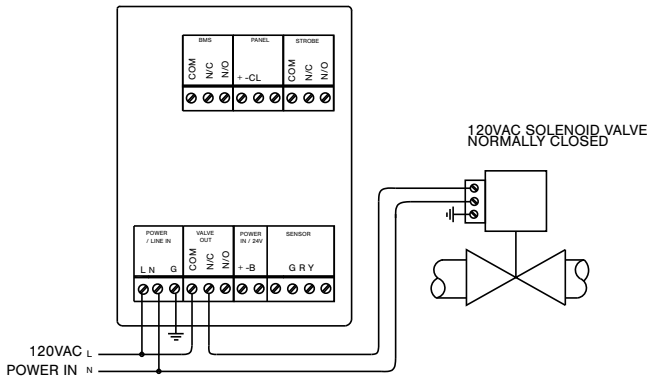 BMS PANEL STROBE
COM N/C N/O + -CL COM N/C N/O
120VAC SOLENOID VALVE
NORMALLY CLOSED
POWER
/ LINE IN
VALVE
OUT
POWER
IN / 24V
SENSOR
L N G COM N/C N/O + -B G R Y
120VAC L
POWER IN N